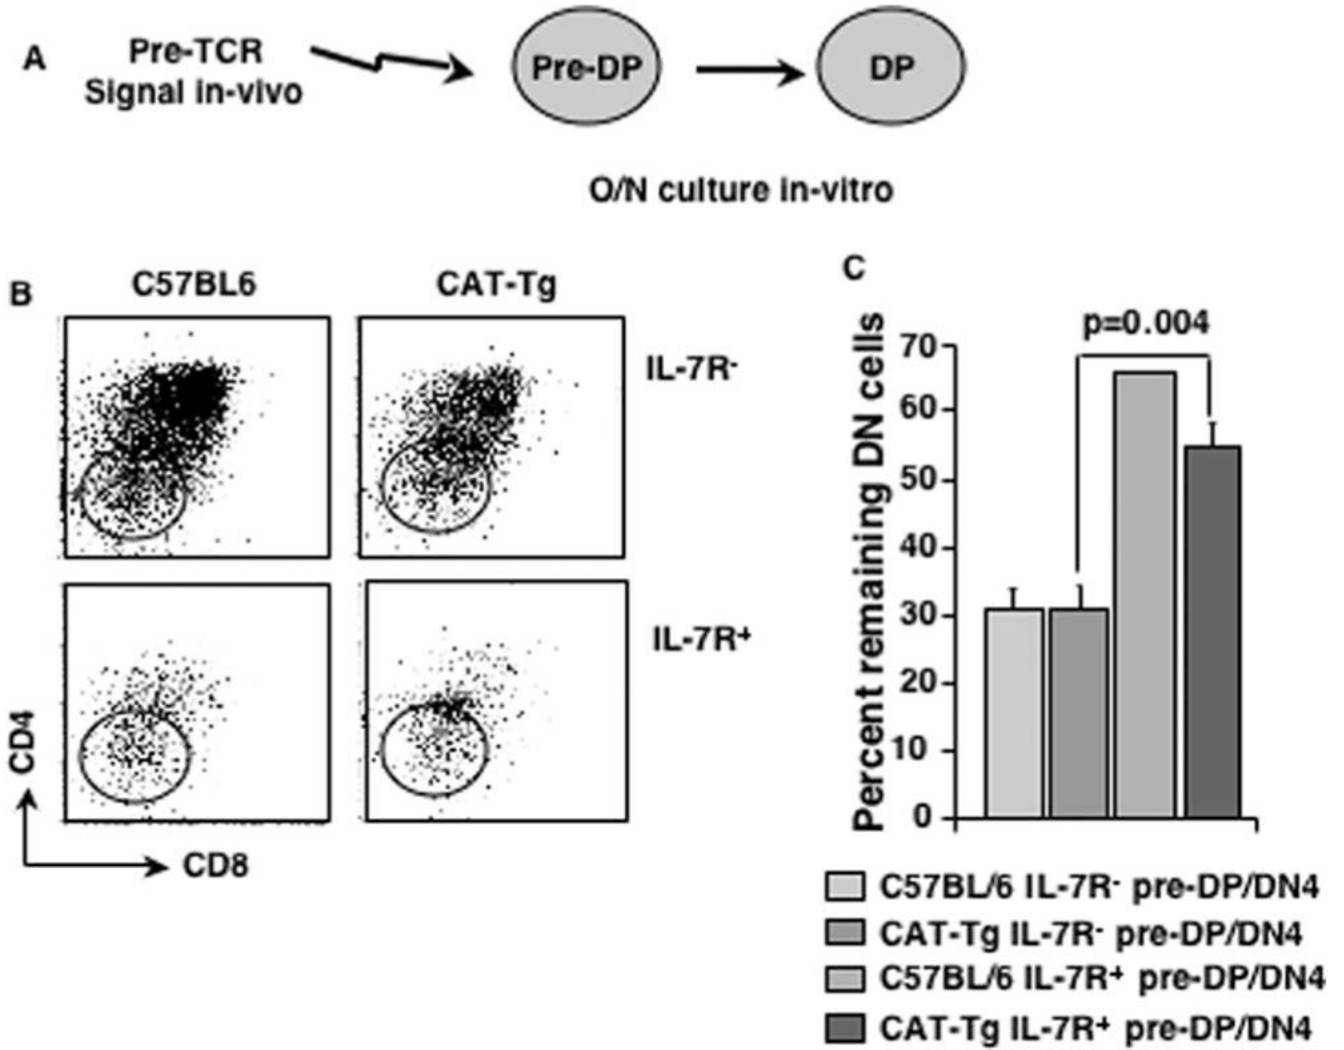 A
Pre-TCR
Signal in-vivo
Pre-DP
DP
O/N culture in-vitro
B
C57BL6
CAT-Tg
IL-7R-
IL-7R+
CD4
CD8
C
p=0.004
Percent remaining DN cells
70
60
50
40
30
20
10
0
C57BL/6 IL-7R- pre-DP/DN4
CAT-Tg IL-7R- pre-DP/DN4
C57BL/6 IL-7R+ pre-DP/DN4
CAT-Tg IL-7R+ pre-DP/DN4